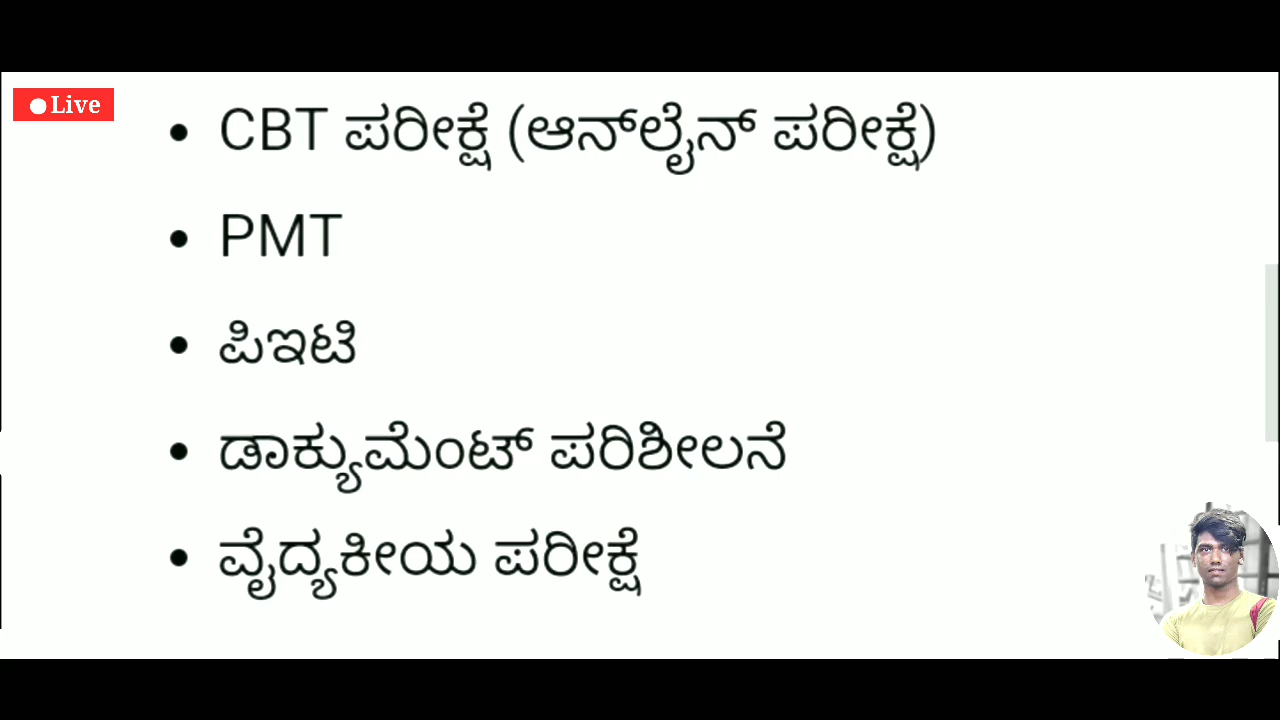 Live
• CBT ಪರೀಕ್ಷೆ (ಆನ್‌ಲೈನ್ ಪರೀಕ್ಷೆ)
• PMT
• ಪಿಇಟಿ
• ಡಾಕ್ಯುಮೆಂಟ್ ಪರಿಶೀಲನೆ
• ವೈದ್ಯಕೀಯ ಪರೀಕ್ಷೆ